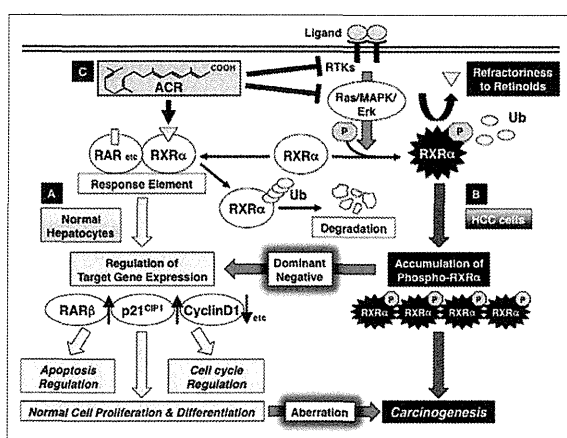 Ligand
C
COOH
ACR
RTKs
Ras/MAPK/
Erk
P
Refractoriness
to Retinoids
Ub
P
RXRα
RAR etc
RXRα
RXRα
Response Element
A
Normal
Hepatocytes
RXRα
Ub
Degradation
B
HCC cells
Regulation of
Target Gene Expression
Dominant
Negative
Accumulation of
Phospho-RXRα
RARβ
p21CIP1
CyclinD1
etc
P
P
P
P
RXRα
RXRα
RXRα
RXRα
Apoptosis
Regulation
Cell cycle
Regulation
Normal Cell Proliferation & Differentiation
Aberration
Carcinogenesis